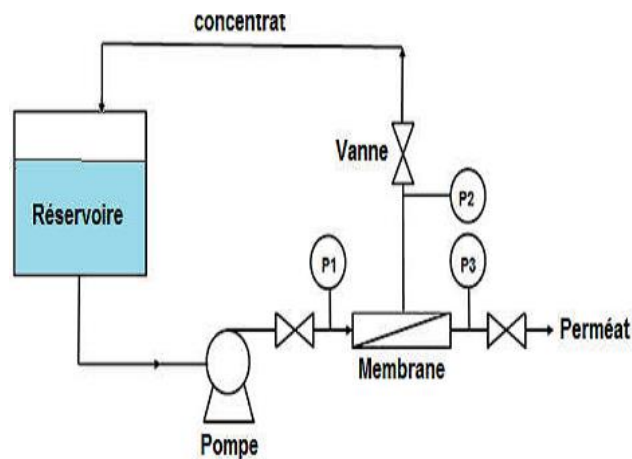 concentrat
Vanne
P2
Réservoire
P1
P3
Perméat
Membrane
Pompe